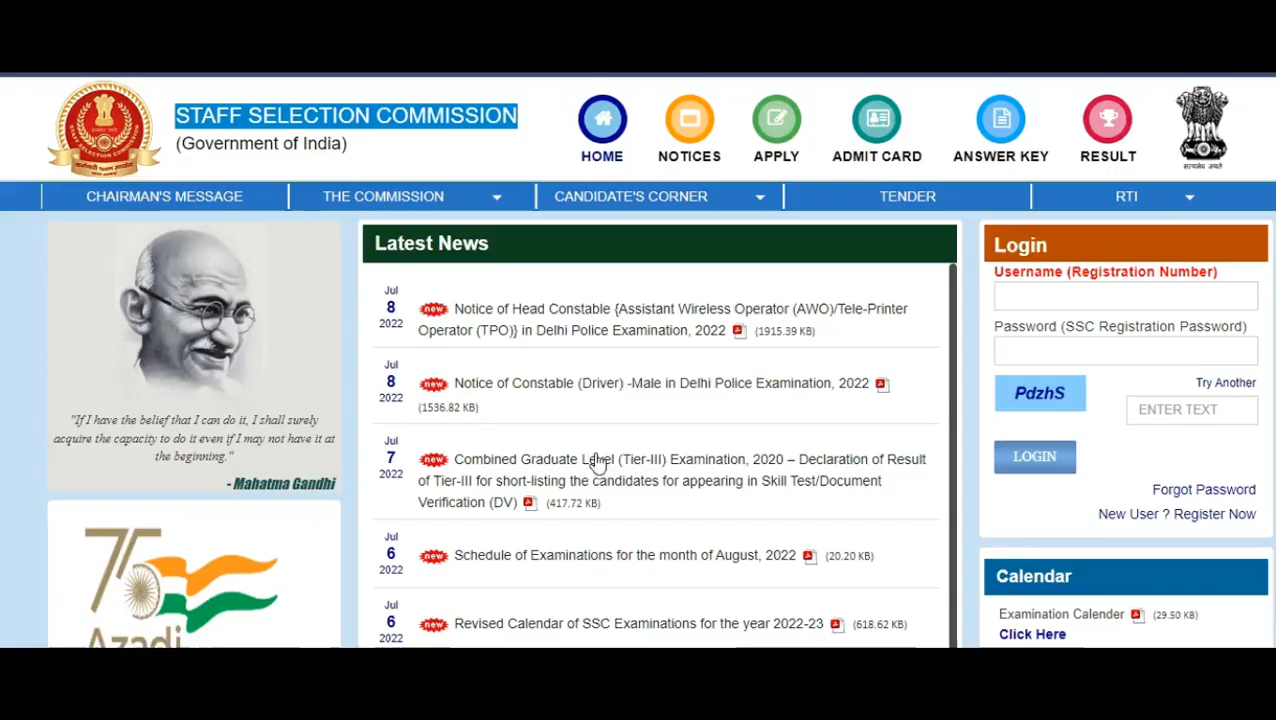 STAFF SELECTION COMMISSION
(Government of India)
HOME
NOTICES
APPLY
ADMIT CARD
ANSWER KEY
RESULT
सत्यमेव जयते
CHAIRMAN'S MESSAGE
THE COMMISSION
CANDIDATE'S CORNER
TENDER
RTI
"If I have the belief that I can do it, I shall surely
acquire the capacity to do it even if I may not have it at
the beginning."
- Mahatma Gandhi
75
Azadi
Latest News
Jul
8
2022
new Notice of Head Constable {Assistant Wireless Operator (AWO)/Tele-Printer
Operator (TPO)} in Delhi Police Examination, 2022 (1915.39 KB)
Jul
8
2022
new Notice of Constable (Driver) -Male in Delhi Police Examination, 2022
(1536.82 KB)
Jul
7
2022
new Combined Graduate Level (Tier-III) Examination, 2020 – Declaration of Result
of Tier-III for short-listing the candidates for appearing in Skill Test/Document
Verification (DV) (417.72 KB)
Jul
6
2022
new Schedule of Examinations for the month of August, 2022 (20.20 KB)
Jul
6
2022
new Revised Calendar of SSC Examinations for the year 2022-23 (618.62 KB)
Login
Username (Registration Number)
Password (SSC Registration Password)
PdzhS
Try Another
ENTER TEXT
LOGIN
Forgot Password
New User ? Register Now
Calendar
Examination Calender (29.50 KB)
Click Here